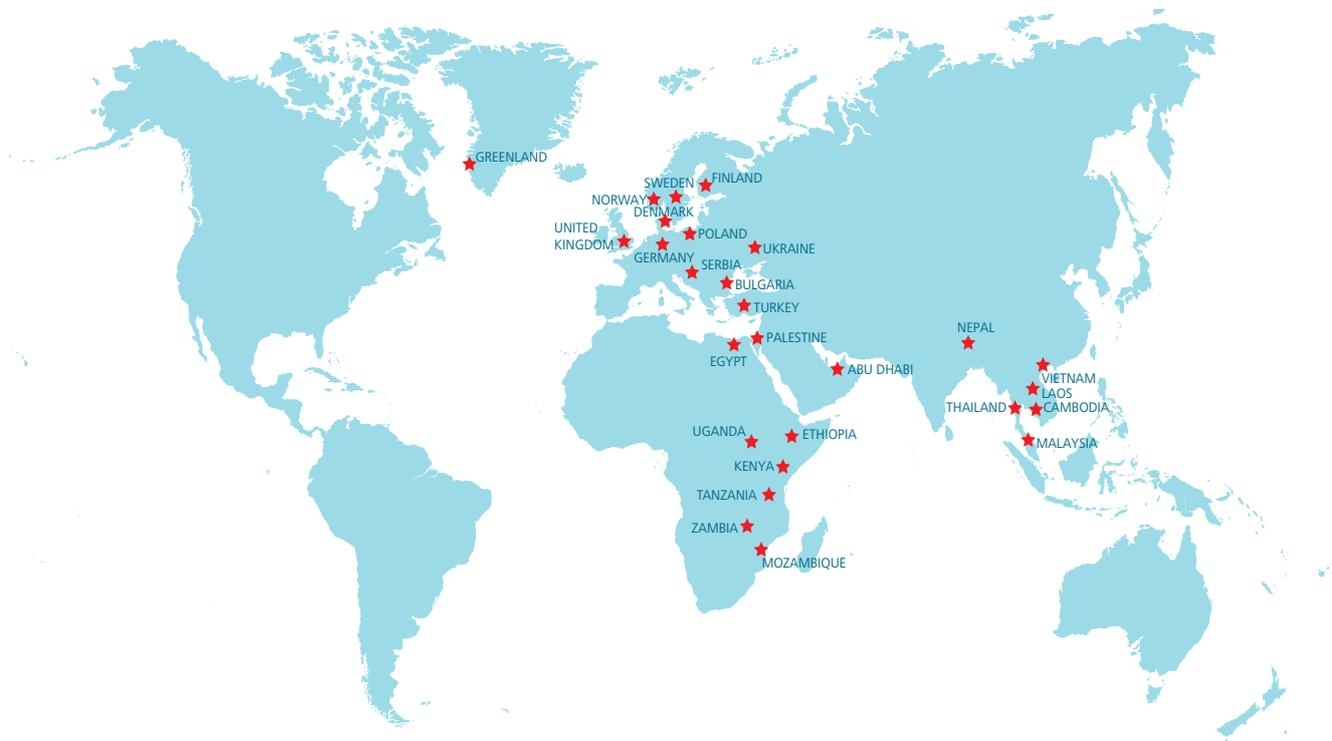 GREENLAND
FINLAND
SWEDEN
NORWAY
DENMARK
UNITED
KINGDOM
POLAND
UKRAINE
GERMANY
SERBIA
BULGARIA
TURKEY
PALESTINE
EGYPT
ABU DHABI
NEPAL
VIETNAM
LAOS
THAILAND
CAMBODIA
MALAYSIA
UGANDA
ETHIOPIA
KENYA
TANZANIA
ZAMBIA
MOZAMBIQUE